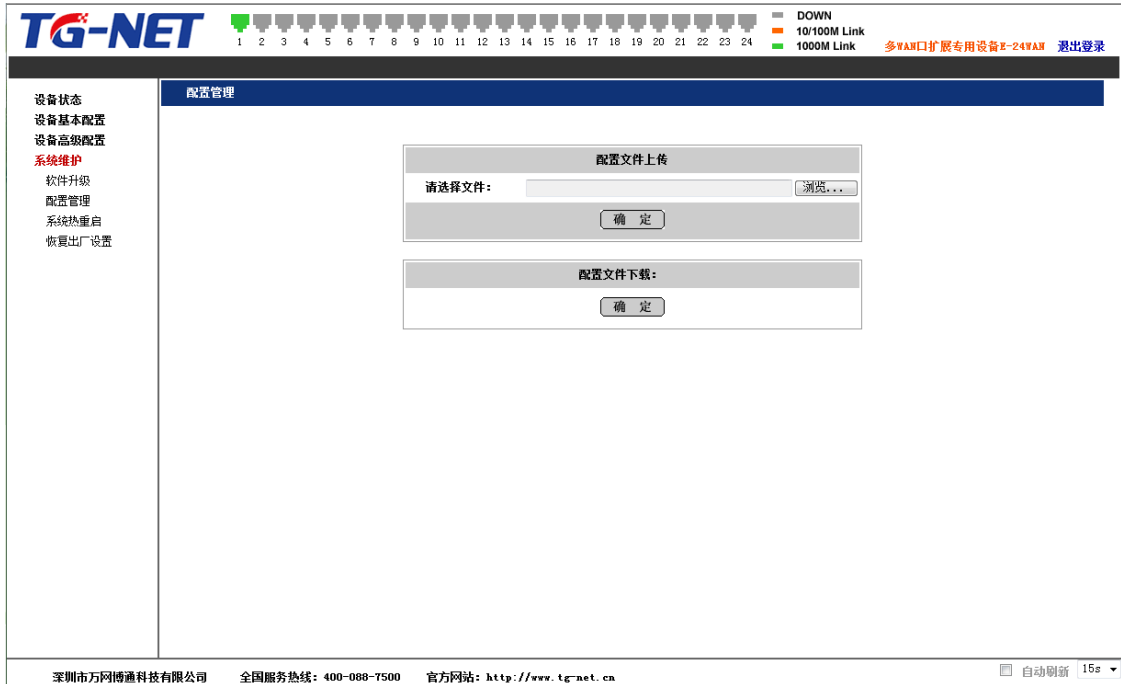 TG-NET
1 2 3 4 5 6 7 8 9 10 11 12 13 14 15 16 17 18 19 20 21 22 23 24
DOWN
10/100M Link
1000M Link
多WAN口扩展专用设备E-24WAN 退出登录
设备状态
设备基本配置
设备高级配置
系统维护
软件升级
配置管理
系统热重启
恢复出厂设置
配置管理
配置文件上传
请选择文件: 浏览...
确 定
配置文件下载:
确 定
深圳市万网博通科技有限公司 全国服务热线: 400-088-7500 官方网站: http://www.tg-net.cn
自动刷新 15s